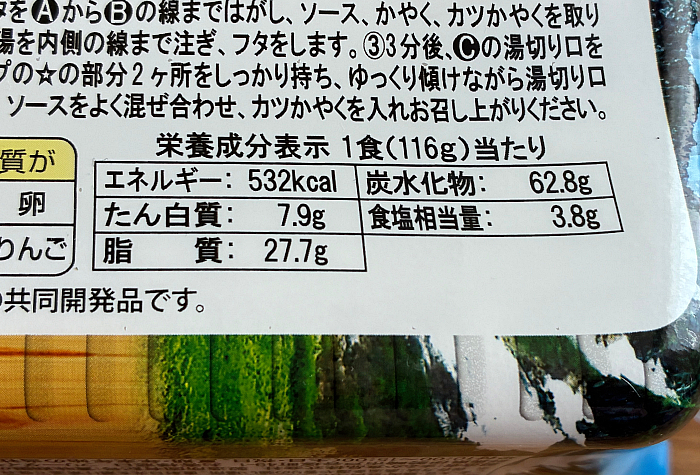 をⒶからⒷの線まではがし、ソース、かやく、カツかやくを取り
湯を内側の線まで注ぎ、フタをします。③3分後、Ⓒの湯切り口を
プの☆の部分2ヶ所をしっかり持ち、ゆっくり傾けながら湯切り口
ソースをよく混ぜ合わせ、カツかやくを入れお召し上がりください。
栄養成分表示 1食(116g)当たり
エネルギー: 532kcal 炭水化物: 62.8g
たん白質: 7.9g 食塩相当量: 3.8g
脂 質: 27.7g
質が
卵
りんご
共同開発品です。